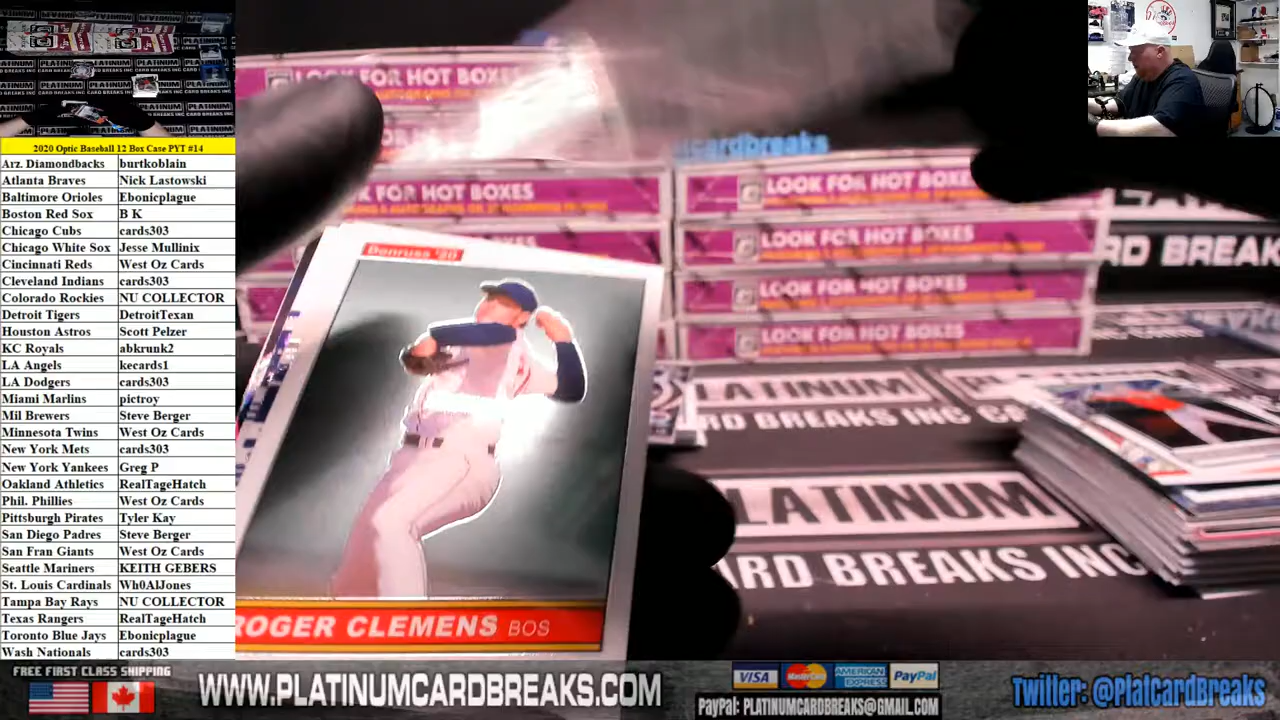 2020 Optic Baseball 12 Box Case PYT #14
Arz. Diamondbacks burtkoblain
Atlanta Braves Nick Lastowski
Baltimore Orioles Ebonicplague
Boston Red Sox B K
Chicago Cubs cards303
Chicago White Sox Jesse Mullinix
Cincinnati Reds West Oz Cards
Cleveland Indians cards303
Colorado Rockies NU COLLECTOR
Detroit Tigers DetroitTexan
Houston Astros Scott Pelzer
KC Royals abkrunk2
LA Angels kecards1
LA Dodgers cards303
Miami Marlins pictroy
Mil Brewers Steve Berger
Minnesota Twins West Oz Cards
New York Mets cards303
New York Yankees Greg P
Oakland Athletics RealTageHatch
Phil. Phillies West Oz Cards
Pittsburgh Pirates Tyler Kay
San Diego Padres Steve Berger
San Fran Giants West Oz Cards
Seattle Mariners KEITH GEBERS
St. Louis Cardinals Wh0AlJones
Tampa Bay Rays NU COLLECTOR
Texas Rangers RealTageHatch
Toronto Blue Jays Ebonicplague
Wash Nationals cards303
LOOK FOR HOT BOXES
K FOR HOT BOXES
LOOK FOR HOT BOXES
LOOK FOR HOT BOXES
LOOK FOR HOT BOXES
LOOK FOR HOT BOXES
cardbreaks
RD BREAK
Donruss '20
ROGER CLEMENS BOS
PLATINUM
RD BREAKS INC
PLATINUM
ARD BREAKS INC
FREE FIRST CLASS SHIPPING
WWW.PLATINUMCARDBREAKS.COM
VISA MasterCard AMERICAN EXPRESS PayPal
PayPal: PLATINUMCARDBREAKS@GMAIL.COM
Twitter: @PlatCardBreaks